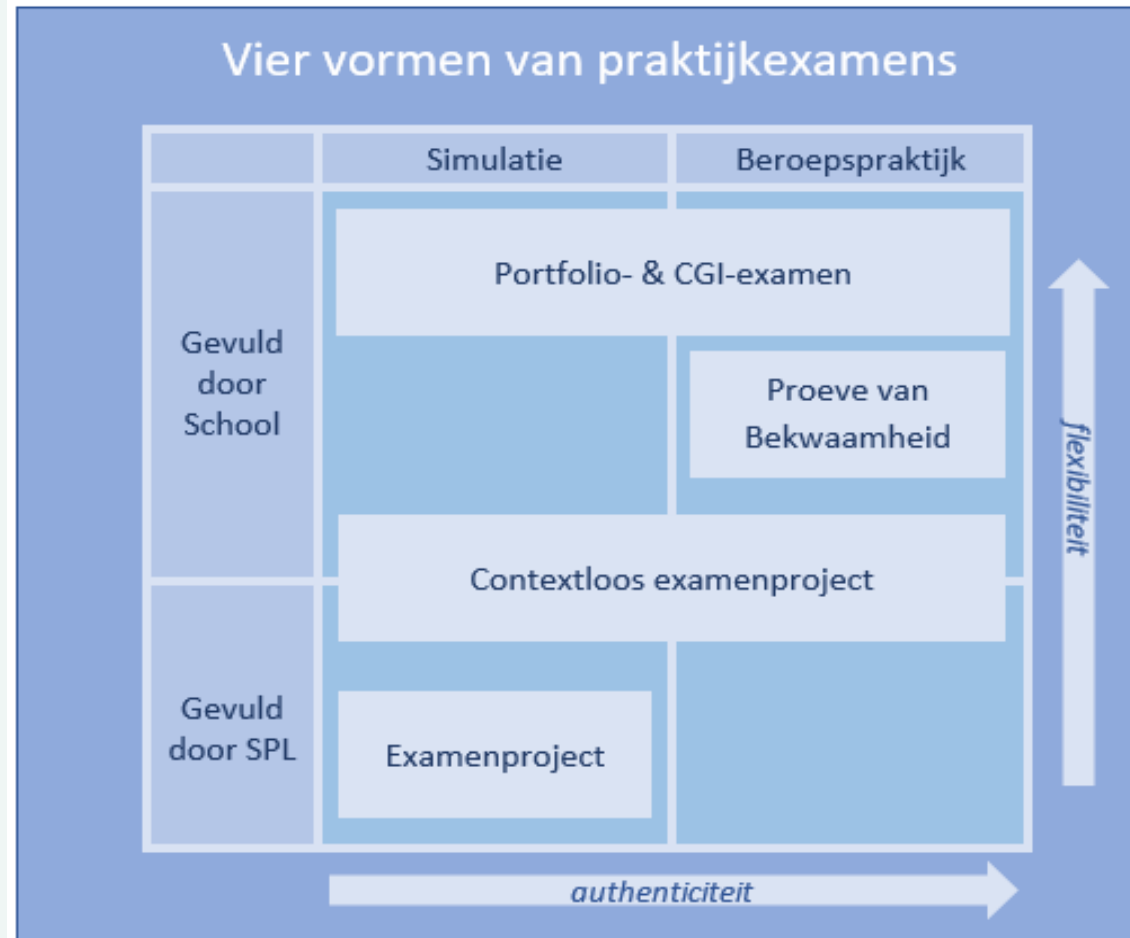 Vier vormen van praktijkexamens
Simulatie
Beroepspraktijk
Gevuld
door
School
Portfolio- & CGI-examen
Proeve van
Bekwaamheid
Contextloos examenproject
Gevuld
door SPL
Examenproject
flexibiliteit
authenticiteit